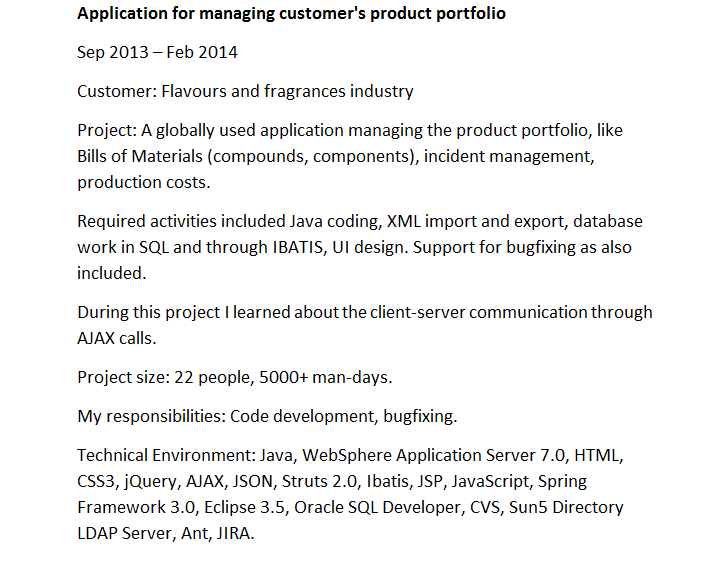 Application for managing customer's product portfolio
Sep 2013 – Feb 2014
Customer: Flavours and fragrances industry
Project: A globally used application managing the product portfolio, like
Bills of Materials (compounds, components), incident management,
production costs.
Required activities included Java coding, XML import and export, database
work in SQL and through IBATIS, UI design. Support for bugfixing as also
included.
During this project I learned about the client-server communication through
AJAX calls.
Project size: 22 people, 5000+ man-days.
My responsibilities: Code development, bugfixing.
Technical Environment: Java, WebSphere Application Server 7.0, HTML,
CSS3, jQuery, AJAX, JSON, Struts 2.0, Ibatis, JSP, JavaScript, Spring
Framework 3.0, Eclipse 3.5, Oracle SQL Developer, CVS, Sun5 Directory
LDAP Server, Ant, JIRA.